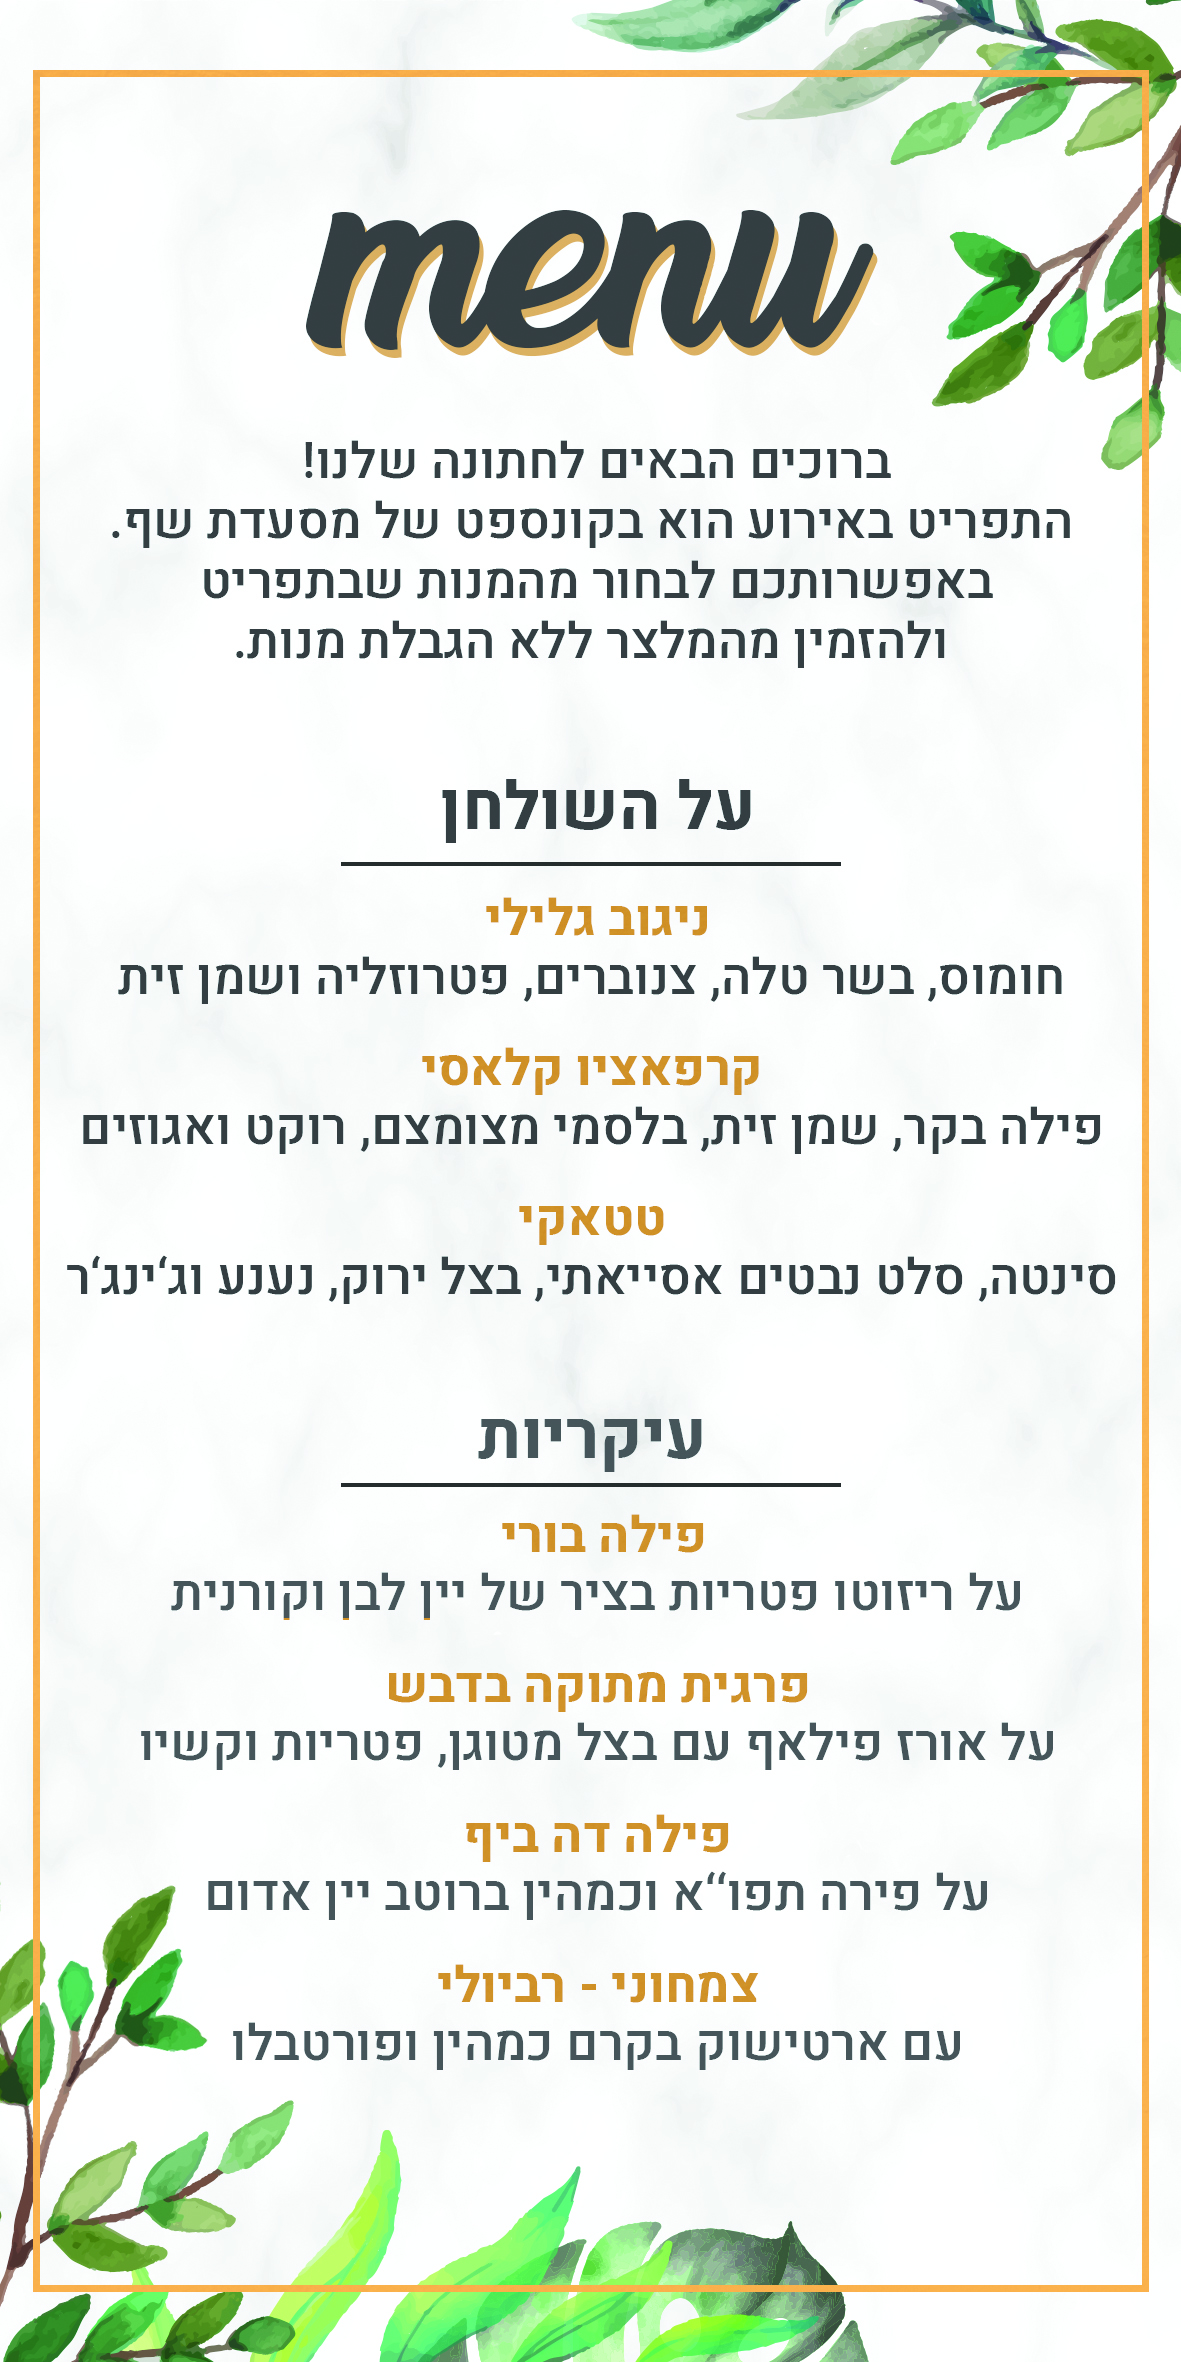 menu
ברוכים הבאים לחתונה שלנו!
התפריט באירוע הוא בקונספט של מסעדת שף.
באפשרותכם לבחור מהמנות שבתפריט
ולהזמין מהמלצר ללא הגבלת מנות.
על השולחן
ניגוב גלילי
חומוס, בשר טלה, צנוברים, פטרוזליה ושמן זית
קרפאציו קלאסי
פילה בקר, שמן זית, בלסמי מצומצם, רוקט ואגוזים
טטאקי
סינטה, סלט נבטים אסייאתי, בצל ירוק, נענע וג‘ינג‘ר
עיקריות
פילה בורי
על ריזוטו פטריות בציר של יין לבן וקורנית
פרגית מתוקה בדבש
על אורז פילאף עם בצל מטוגן, פטריות וקשיו
פילה דה ביף
על פירה תפו“א וכמהין ברוטב יין אדום
צמחוני - רביולי
עם ארטישוק בקרם כמהין ופורטבלו